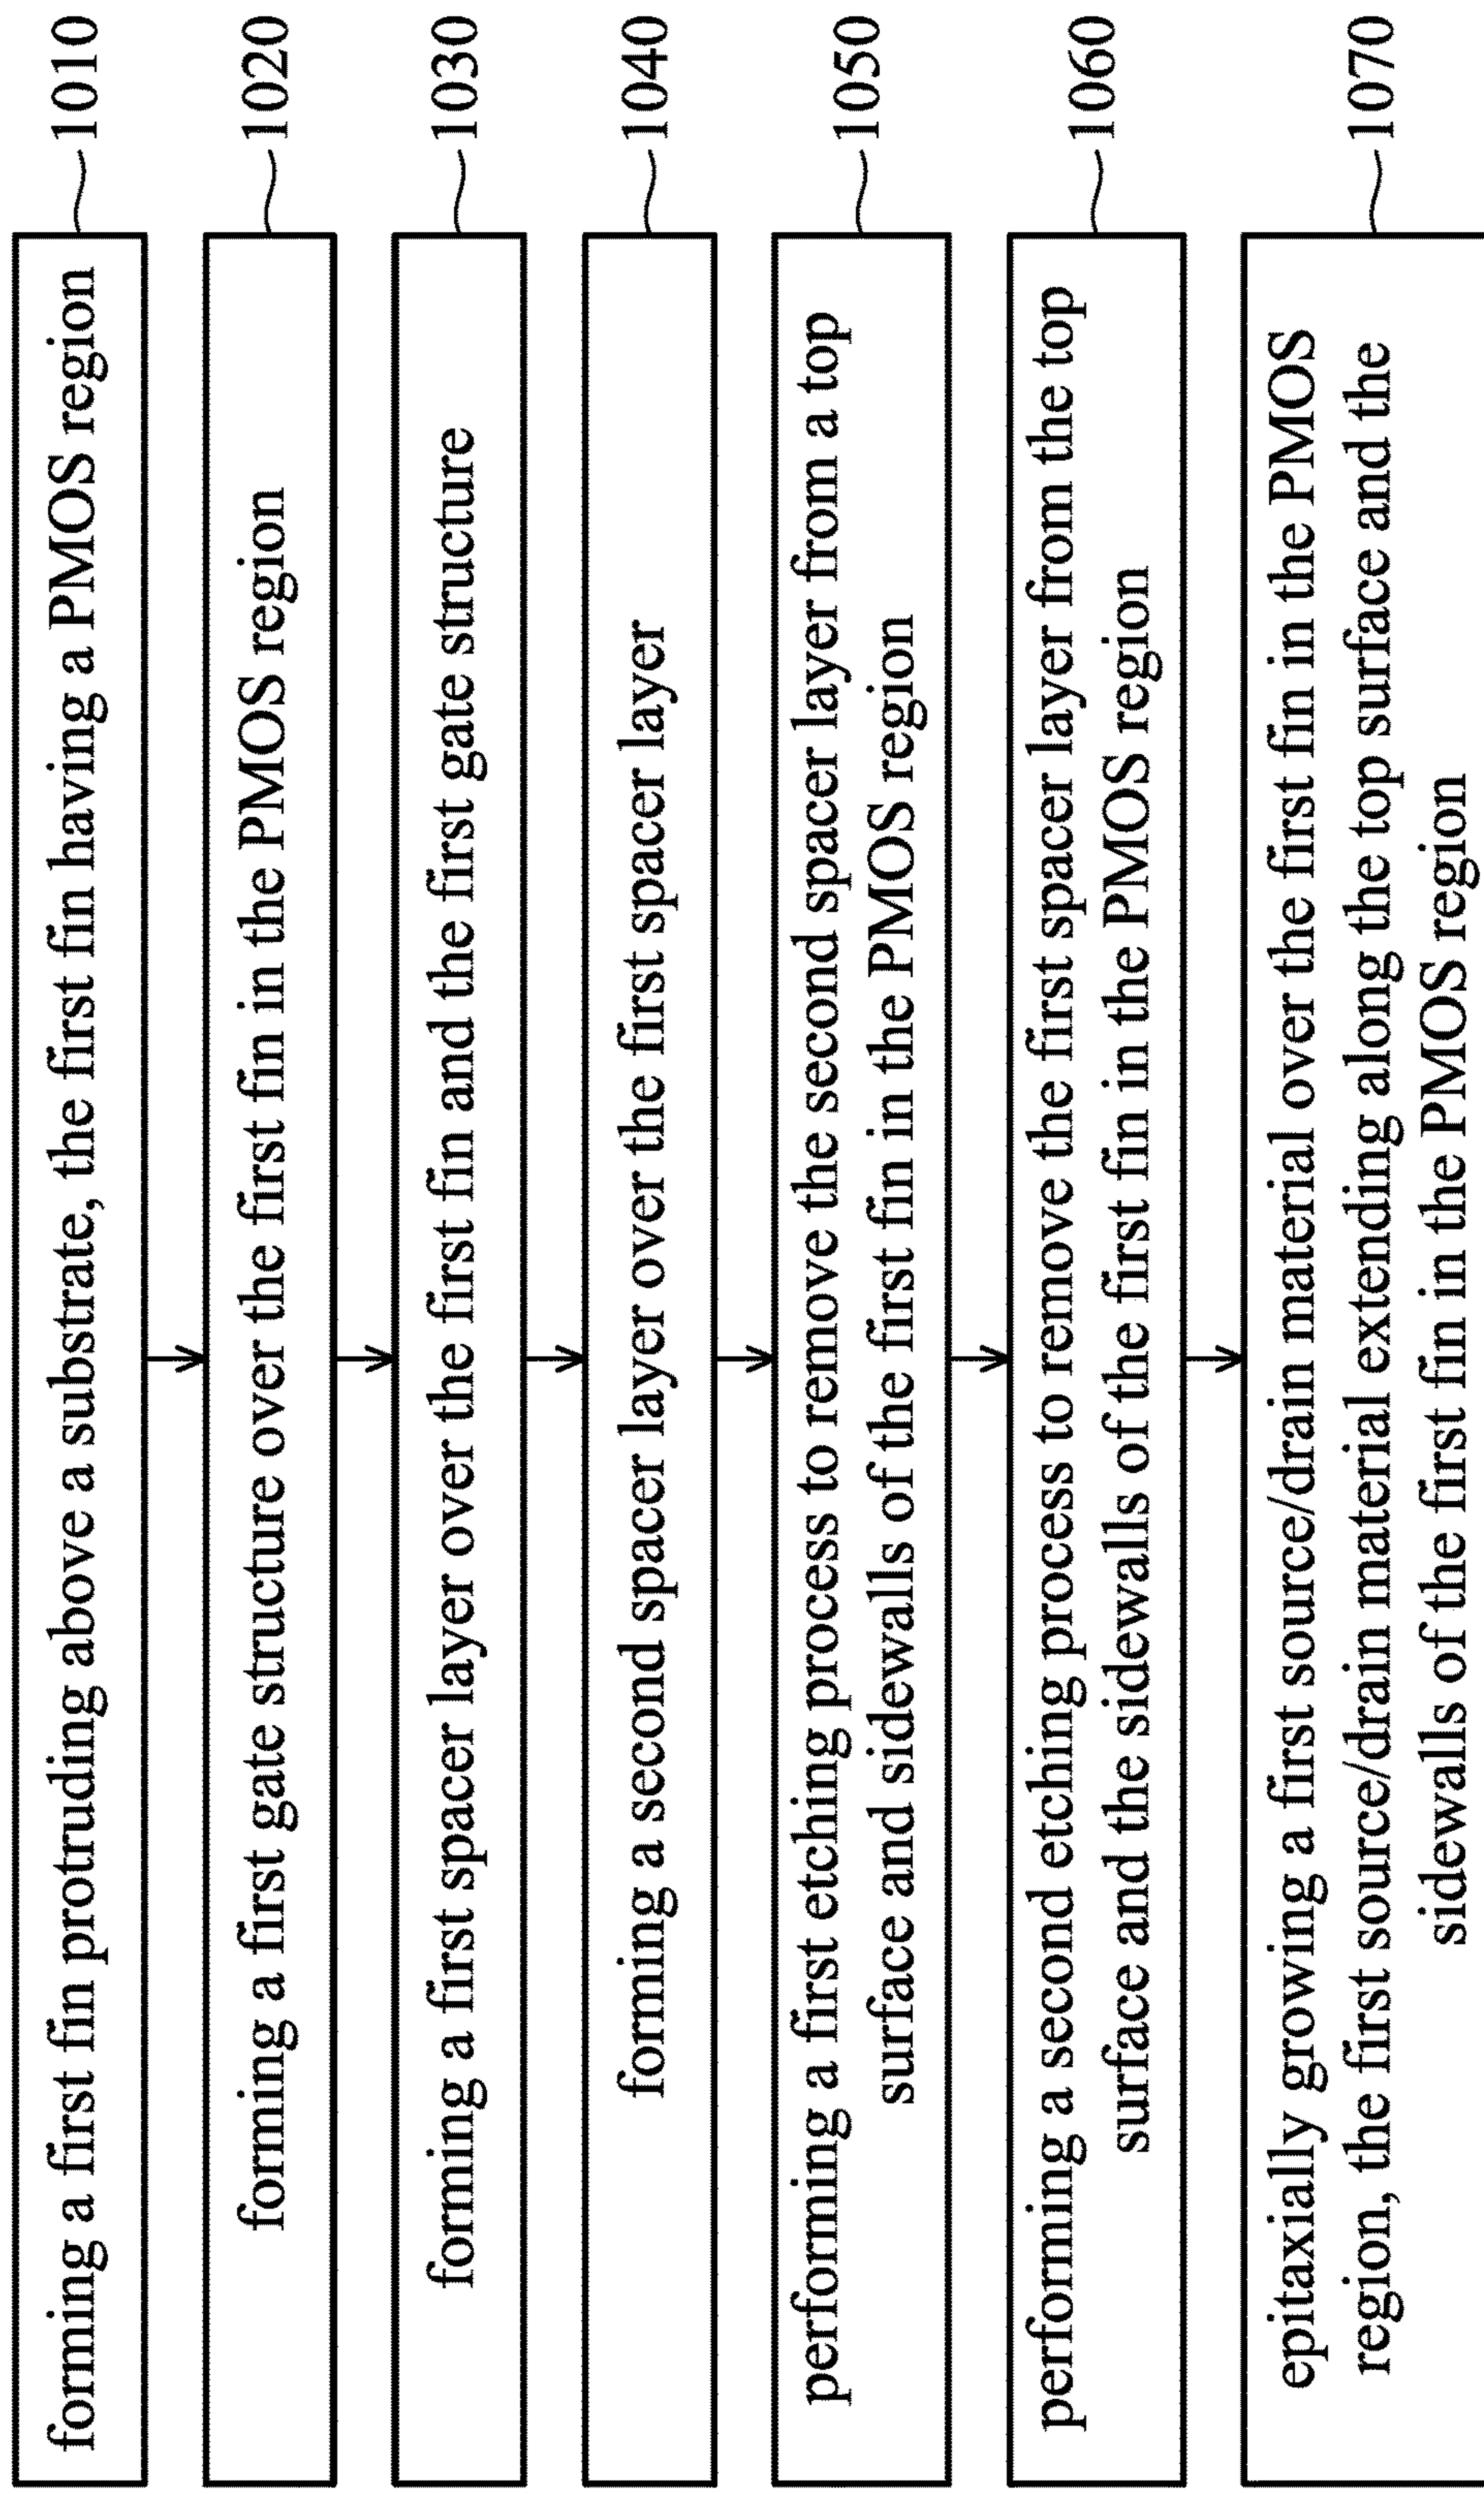 forming a first fin protruding above a substrate, the first fin having a PMOS region
1010
forming a first gate structure over the first fin in the PMOS region
1020
forming a first spacer layer over the first fin and the first gate structure
1030
forming a second spacer layer over the first spacer layer
1040
performing a first etching process to remove the second spacer layer from a top
surface and sidewalls of the first fin in the PMOS region
1050
performing a second etching process to remove the first spacer layer from the top
surface and the sidewalls of the first fin in the PMOS region
1060
epitaxially growing a first source/drain material over the first fin in the PMOS
region, the first source/drain material extending along the top surface and the
sidewalls of the first fin in the PMOS region
1070